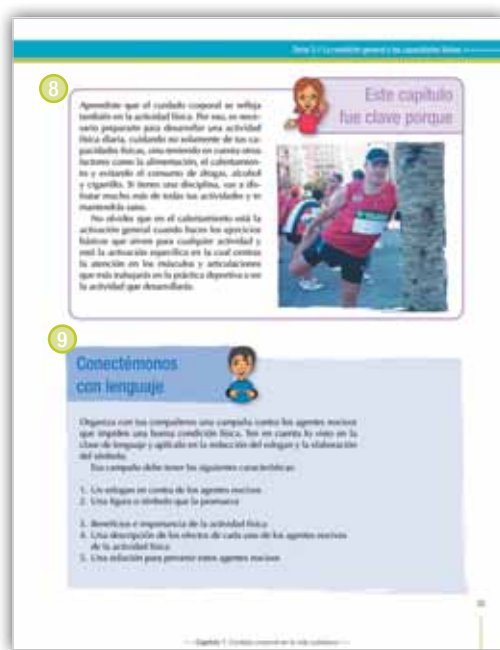 Tema 3 // La condición general y las capacidades físicas
8
Este capítulo
fue clave porque
Aprendiste que el cuidado corporal se refleja
también en la actividad física. Por eso, es nece-
sario prepararte para desarrollar una actividad
física diaria, cuidando no solamente de tus ca-
pacidades físicas, sino teniendo en cuenta otros
factores como la alimentación, el calentamien-
to y evitando el consumo de drogas, alcohol
y cigarrillo. Si tienes una disciplina, vas a dis-
frutar mucho más de todas tus actividades y te
mantendrás sano.
No olvides que en el calentamiento está la
activación general cuando haces los ejercicios
básicos que sirven para cualquier actividad y
está la activación específica en la cual centras
la atención en los músculos y articulaciones
que más trabajarás en la práctica deportiva o en
la actividad que desarrollarás.
9
Conectémonos
con lenguaje
Organiza con tus compañeros una campaña contra los agentes nocivos
que impiden una buena condición física. Ten en cuenta lo visto en la
clase de lenguaje y aplícalo en la redacción del eslogan y la elaboración
del símbolo.
Esa campaña debe tener las siguientes características:
1. Un eslogan en contra de los agentes nocivos
2. Una figura o símbolo que la promueva
3. Beneficios e importancia de la actividad física
4. Una descripción de los efectos de cada uno de los agentes nocivos
de la actividad física
5. Una solución para prevenir estos agentes nocivos
Capítulo 1. Cuidado corporal en la vida cotidiana